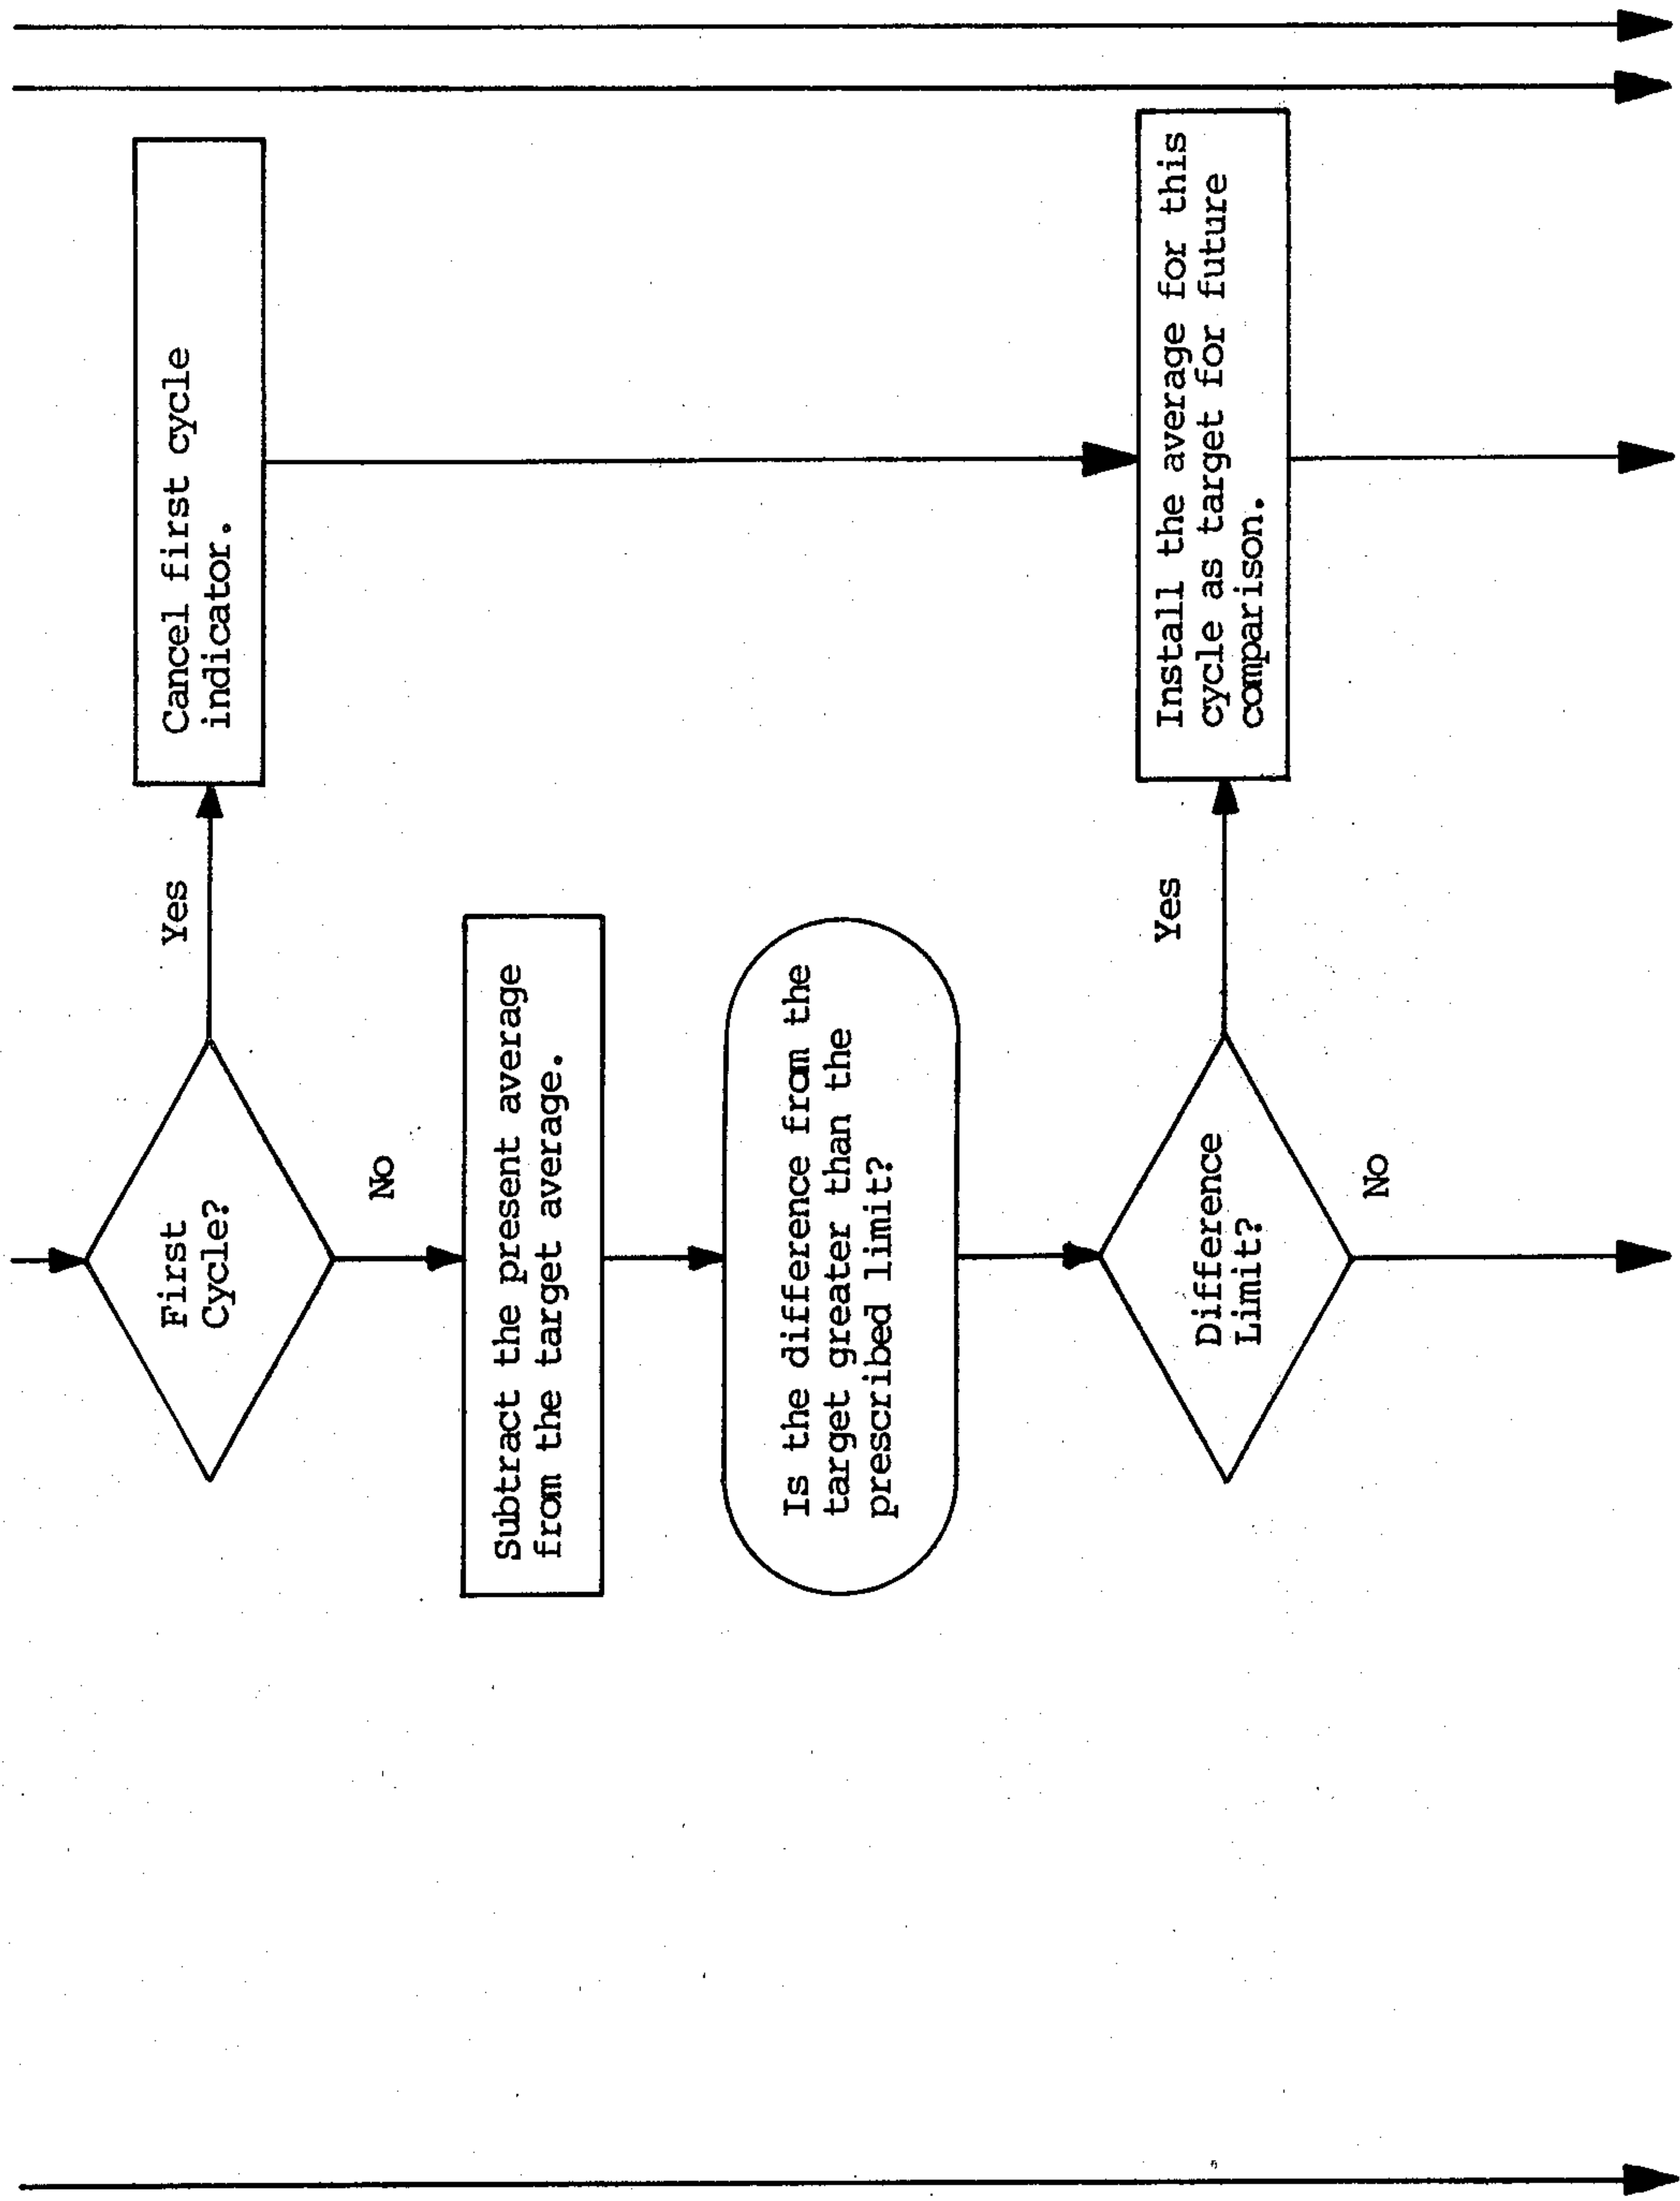 First
Cycle?
Yes
Cancel first cycle
indicator.
No
Subtract the present average
from the target average.
Is the difference from the
target greater than the
prescribed limit?
Difference
Limit?
Yes
Install the average for this
cycle as target for future
comparison.
No